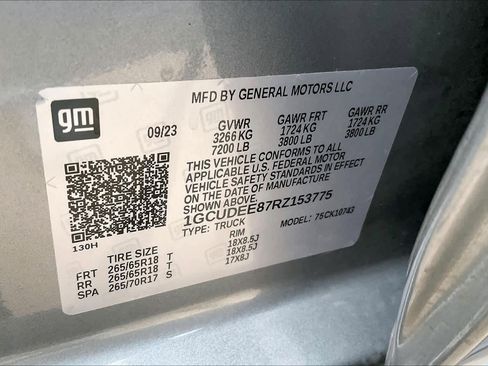 gm
MFD BY GENERAL MOTORS LLC
09/23 GVWR GAWR FRT GAWR RR
3266 KG 1724 KG 1724 KG
7200 LB 3800 LB 3800 LB
THIS VEHICLE CONFORMS TO ALL
APPLICABLE U.S. FEDERAL MOTOR
VEHICLE SAFETY STANDARDS IN EFFECT
ON THE DATE OF MANUFACTURE
1GCUDEE87RZ153775
TYPE: TRUCK MODEL: 75CK10743
130H
TIRE SIZE RIM
FRT 265/65R18 T 18X8.5J
RR 265/65R18 T 18X8.5J
SPA 265/70R17 S 17X8J